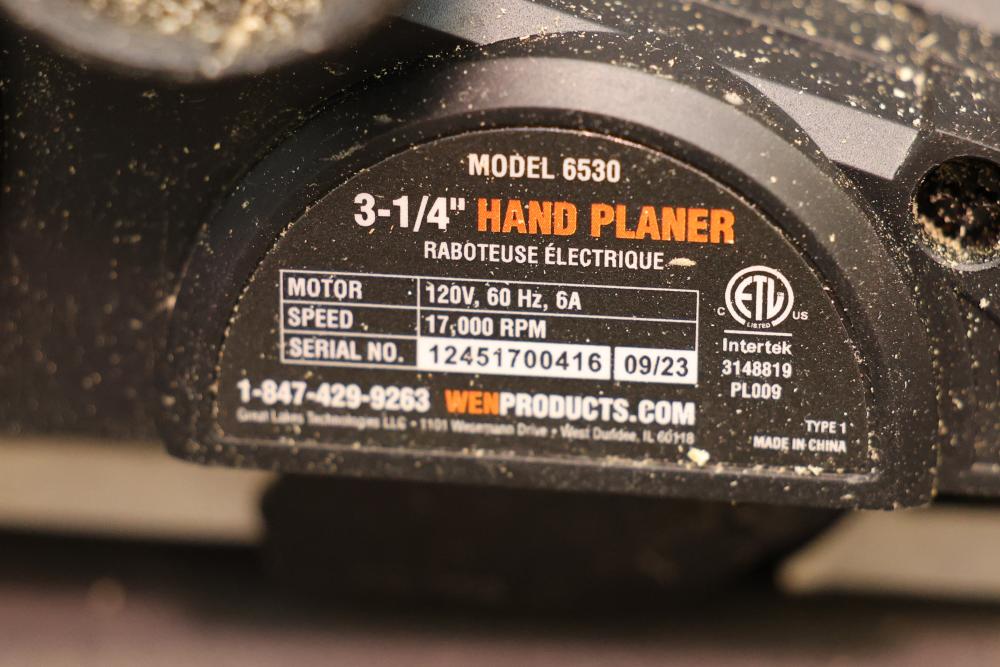 MODEL 6530
3-1/4" HAND PLANER
RABOTEUSE ÉLECTRIQUE
MOTOR 120V, 60 Hz, 6A
SPEED 17,000 RPM
SERIAL NO. 12451700416 09/23
C ETL US
LISTED
Intertek
3148819
PL009
1-847-429-9263 WENPRODUCTS.COM
Great Lakes Technologies LLC • 1101 Wesemann Drive • West Dundee, IL 60118
TYPE 1
MADE IN CHINA